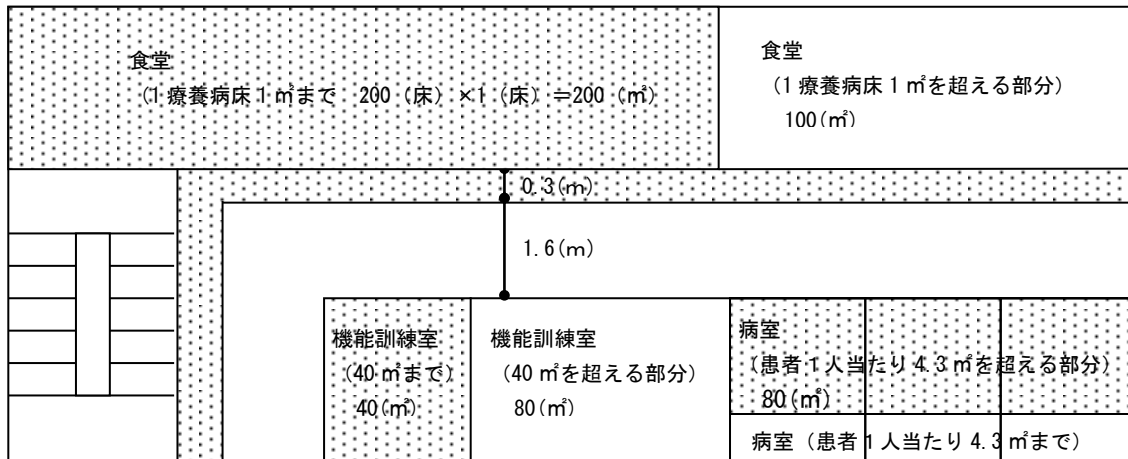 食堂
（1 療養病床 1 ㎡まで　200（床）×1（床）＝200（㎡）
食堂
（1 療養病床 1 ㎡を超える部分）
100(㎡)
0.3(ｍ)
1.6(ｍ)
機能訓練室
（40 ㎡まで）
40(㎡)
機能訓練室
（40 ㎡を超える部分）
80(㎡)
病室
（患者 1 人当たり 4.3 ㎡を超える部分）
80(㎡)
病室（患者 1 人当たり 4.3 ㎡まで）